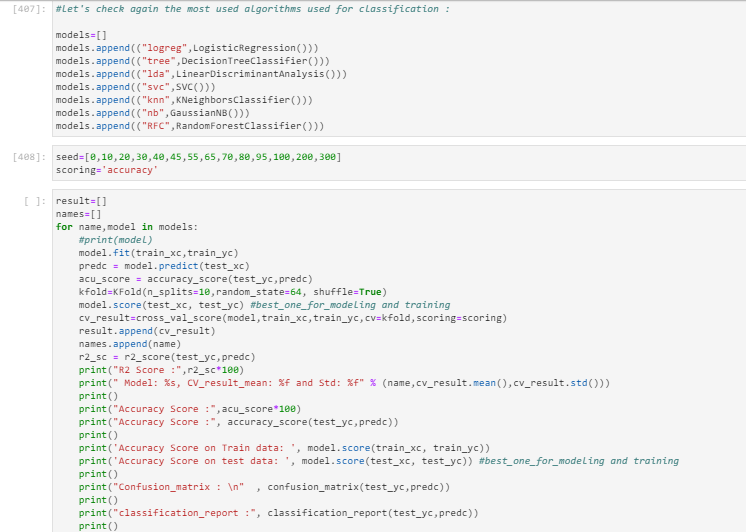 [407]: #Let's check again the most used algorithms used for classification :
models=[]
models.append(("logreg",LogisticRegression()))
models.append(("tree",DecisionTreeClassifier()))
models.append(("lda",LinearDiscriminantAnalysis()))
models.append(("svc",SVC()))
models.append(("knn",KNeighborsClassifier()))
models.append(("nb",GaussianNB()))
models.append(("RFC",RandomForestClassifier()))
[408]: seed=[0,10,20,30,40,45,55,65,70,80,95,100,200,300]
scoring='accuracy'
[ ]: result=[]
names=[]
for name,model in models:
    #print(model)
    model.fit(train_xc,train_yc)
    predc = model.predict(test_xc)
    acu_score = accuracy_score(test_yc,predc)
    kfold=KFold(n_splits=10,random_state=64, shuffle=True)
    model.score(test_xc, test_yc) #best_one_for_modeling and training
    cv_result=cross_val_score(model,train_xc,train_yc,cv=kfold,scoring=scoring)
    result.append(cv_result)
    names.append(name)
    r2_sc = r2_score(test_yc,predc)
    print("R2 Score :",r2_sc*100)
    print(" Model: %s, CV_result_mean: %f and Std: %f" % (name,cv_result.mean(),cv_result.std()))
    print()
    print("Accuracy Score :",acu_score*100)
    print("Accuracy Score :", accuracy_score(test_yc,predc))
    print()
    print('Accuracy Score on Train data: ', model.score(train_xc, train_yc))
    print('Accuracy Score on test data: ', model.score(test_xc, test_yc)) #best_one_for_modeling and training
    print()
    print("Confusion_matrix : \n"  , confusion_matrix(test_yc,predc))
    print()
    print("classification_report :", classification_report(test_yc,predc))
    print()